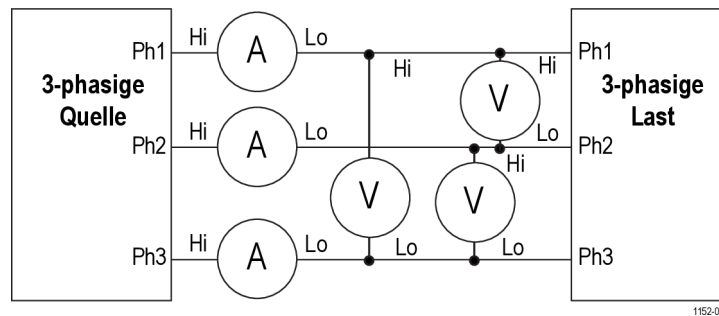 Ph1 Hi A Lo Hi Hi Ph1
3-phasige
Quelle
V
3-phasige
Last
Ph2 Hi A Lo Hi Lo Ph2
V V
Ph3 Hi A Lo Lo Lo Ph3
1152-0